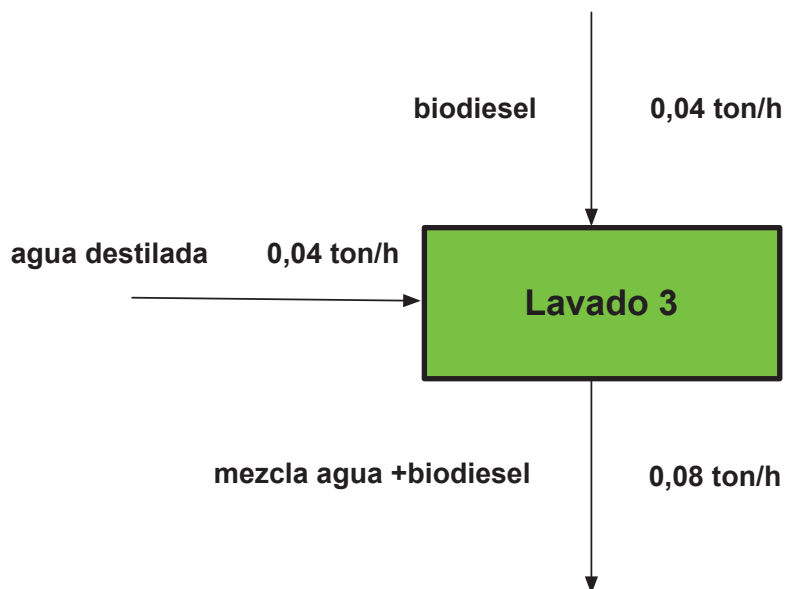 biodiesel 0,04 ton/h
agua destilada 0,04 ton/h
Lavado 3
mezcla agua +biodiesel 0,08 ton/h